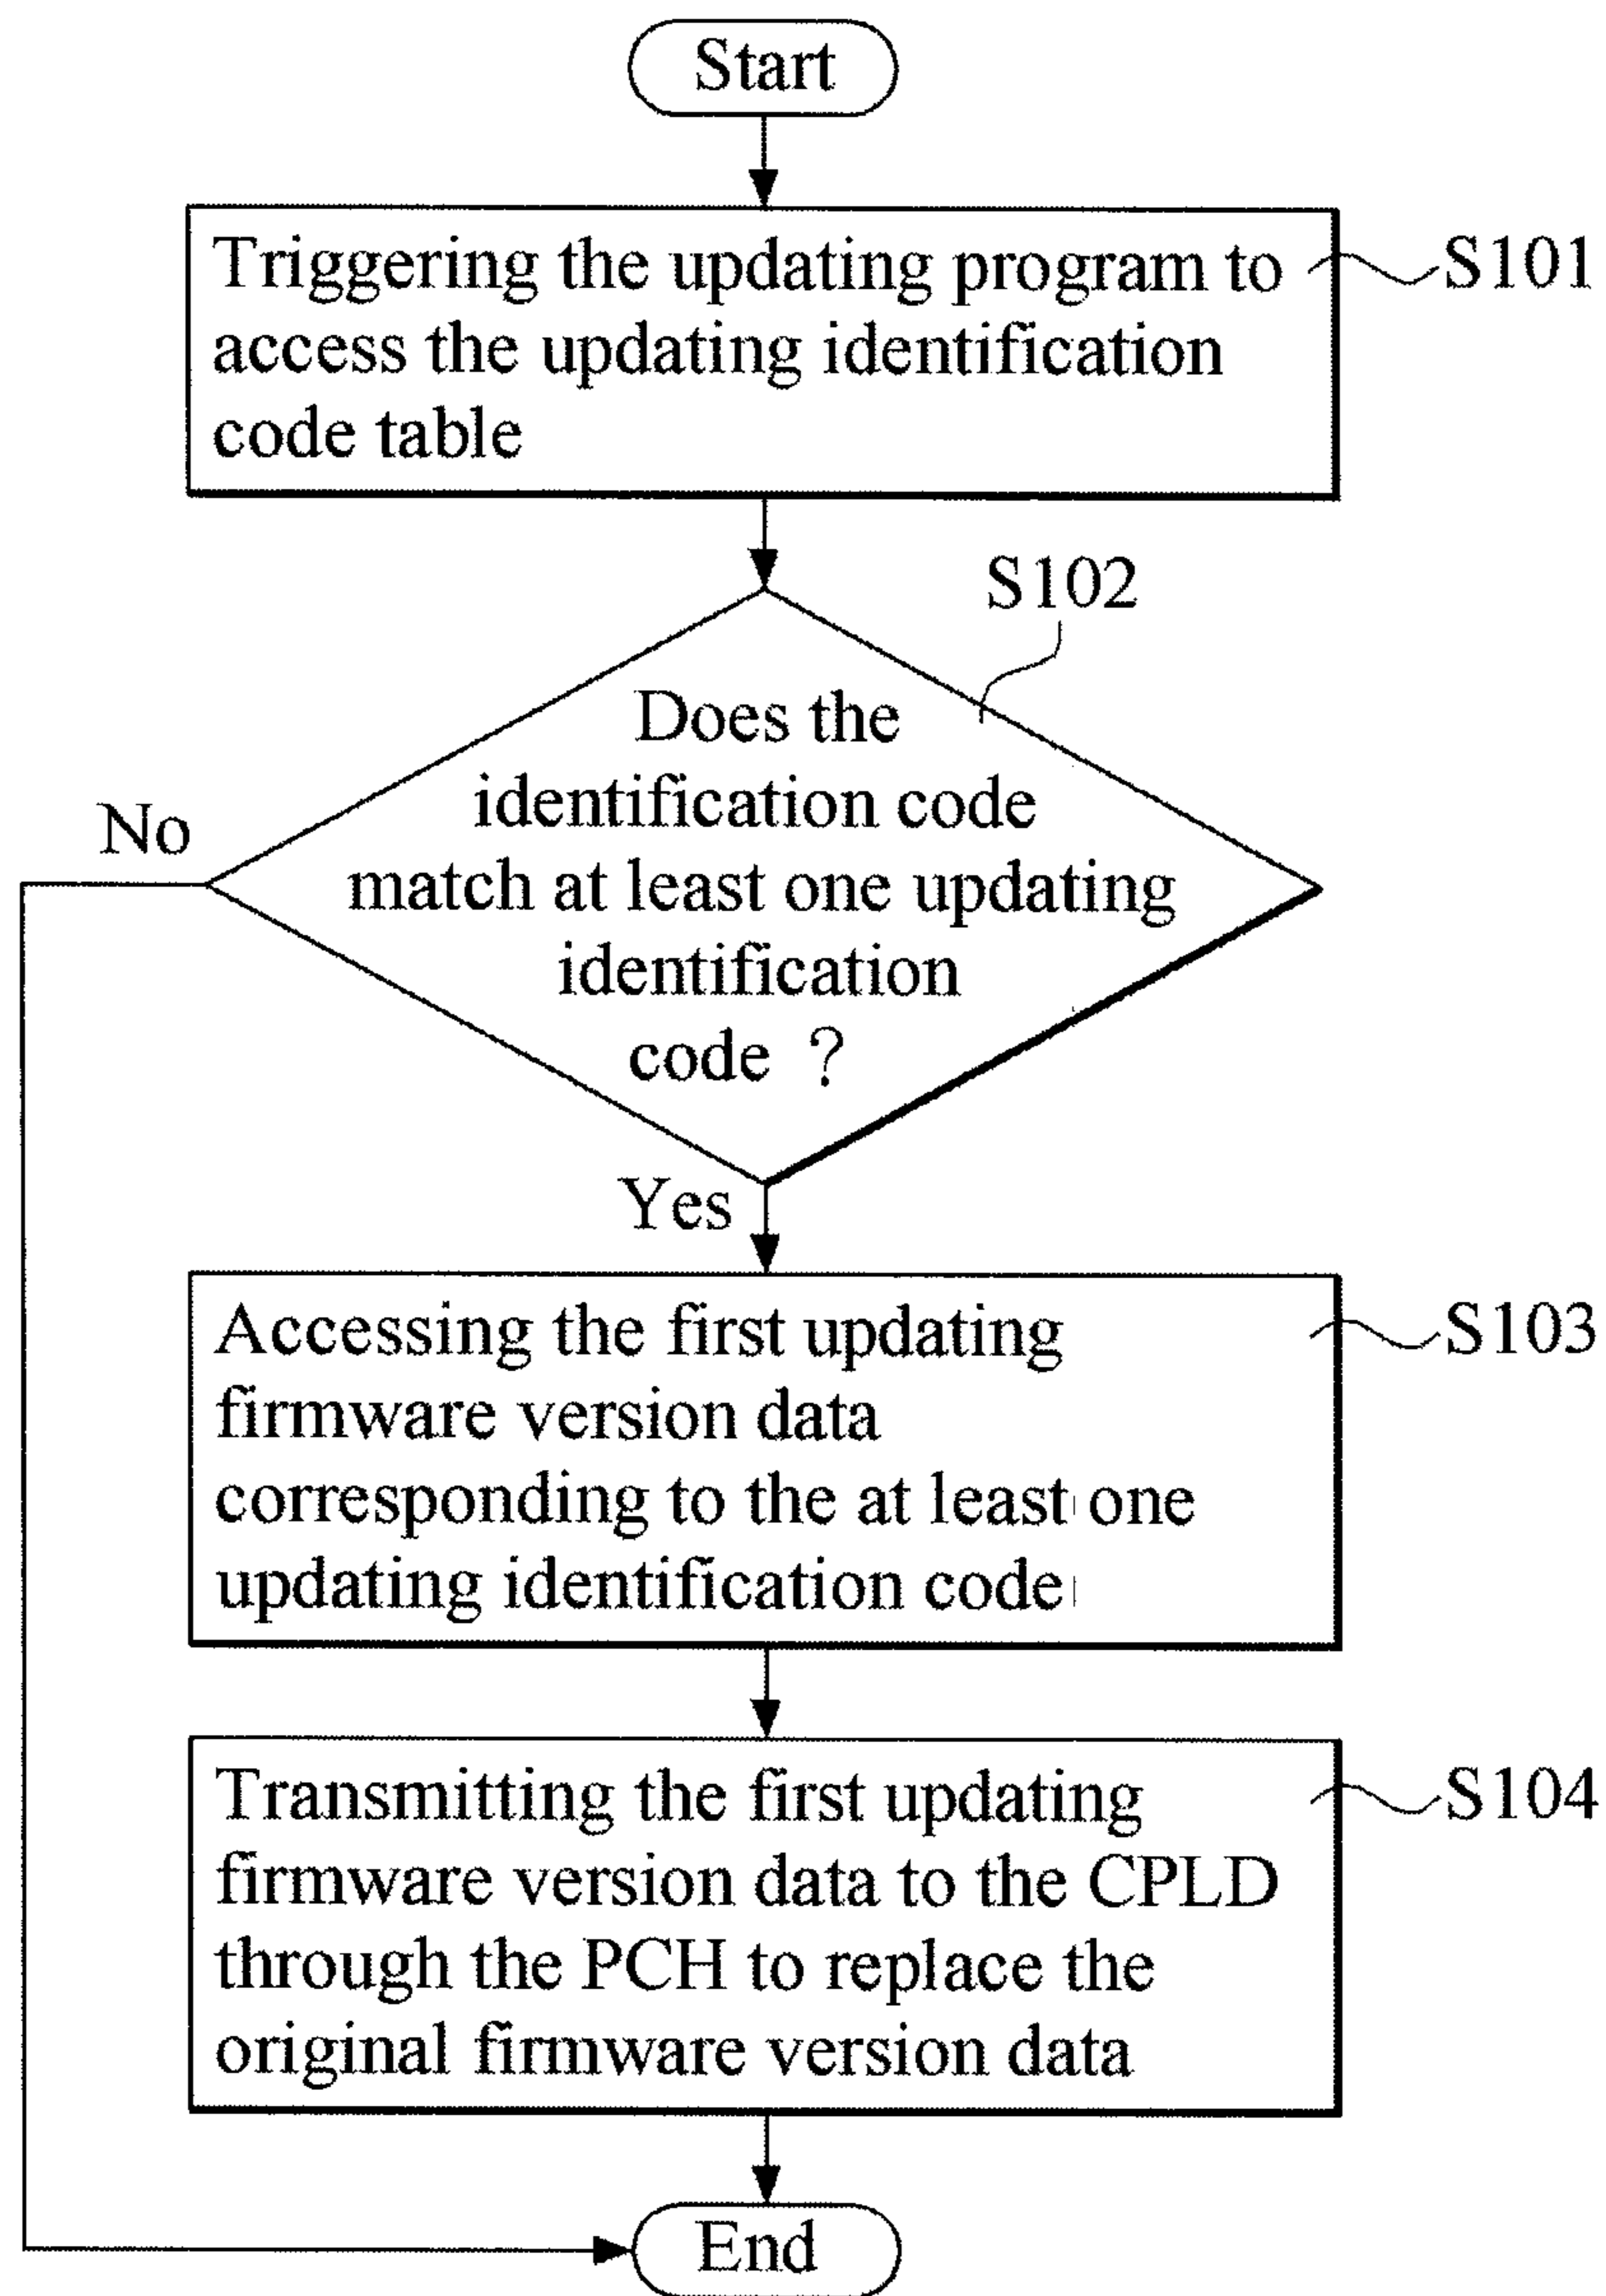 Start
Triggering the updating program to
access the updating identification
code table
S101
S102
Does the
identification code
match at least one updating
identification
code ?
No
Yes
Accessing the first updating
firmware version data
corresponding to the at least one
updating identification code
S103
Transmitting the first updating
firmware version data to the CPLD
through the PCH to replace the
original firmware version data
S104
End